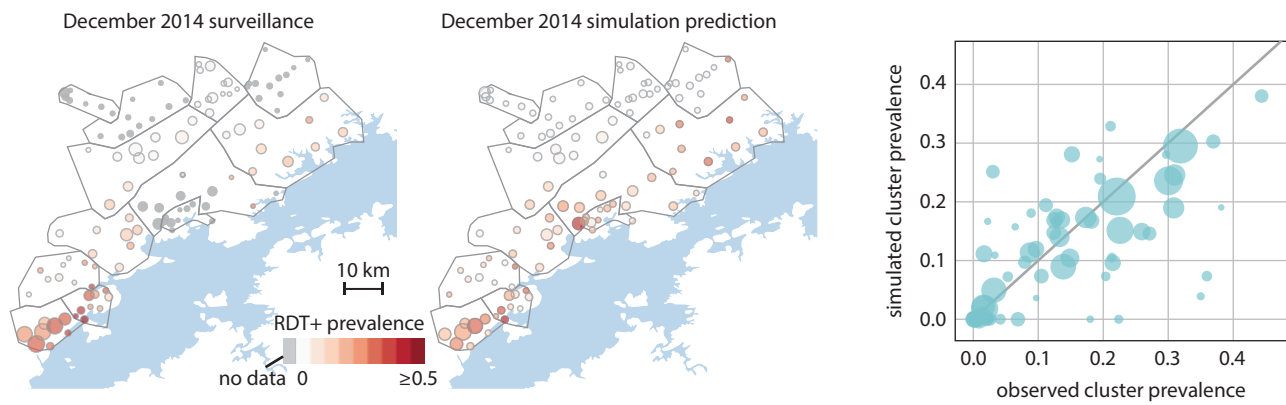 December 2014 surveillance
December 2014 simulation prediction
10 km
RDT+ prevalence
no data
0
≥0.5
simulated cluster prevalence
0.4
0.3
0.2
0.1
0.0
0.0 0.1 0.2 0.3 0.4
observed cluster prevalence